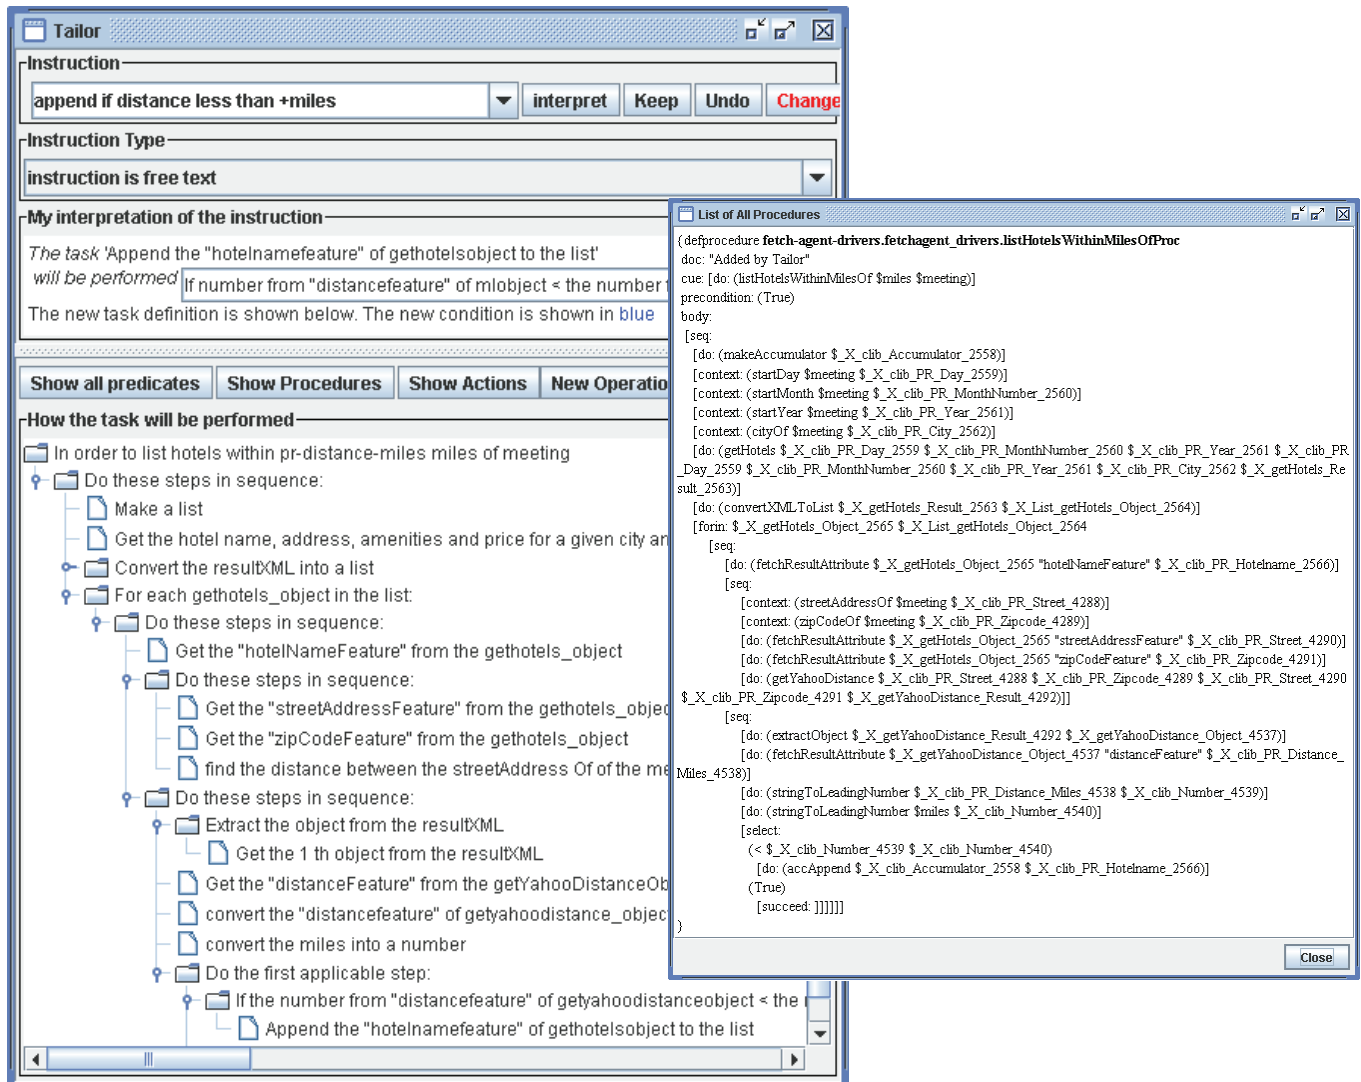 Tailor
Instruction
append if distance less than +miles
interpret
Keep
Undo
Change
Instruction Type
instruction is free text
My interpretation of the instruction
The task 'Append the "hotelnamefeature" of gethotelsobject to the list'
will be performed If number from "distancefeature" of mlobject < the number
The new task definition is shown below. The new condition is shown in blue
Show all predicates
Show Procedures
Show Actions
New Operatio
How the task will be performed
In order to list hotels within pr-distance-miles miles of meeting
Do these steps in sequence:
Make a list
Get the hotel name, address, amenities and price for a given city an
Convert the resultXML into a list
For each gethotels_object in the list:
Do these steps in sequence:
Get the "hotelNameFeature" from the gethotels_object
Do these steps in sequence:
Get the "streetAddressFeature" from the gethotels_objec
Get the "zipCodeFeature" from the gethotels_object
find the distance between the streetAddress Of of the me
Do these steps in sequence:
Extract the object from the resultXML
Get the 1 th object from the resultXML
Get the "distanceFeature" from the getYahooDistanceOb
convert the "distancefeature" of getyahoodistance_objec
convert the miles into a number
Do the first applicable step:
If the number from "distancefeature" of getyahoodistanceobject < the
Append the "hotelnamefeature" of gethotelsobject to the list
List of All Procedures
(defprocedure fetch-agent-drivers.fetchagent_drivers.listHotelsWithinMilesOfProc
doc: "Added by Tailor"
cue: [do: (listHotelsWithinMilesOf $miles $meeting)]
precondition: (True)
body:
[seq:
[do: (makeAccumulator $_X_clib_Accumulator_2558)]
[context: (startDay $meeting $_X_clib_PR_Day_2559)]
[context: (startMonth $meeting $_X_clib_PR_MonthNumber_2560)]
[context: (startYear $meeting $_X_clib_PR_Year_2561)]
[context: (cityOf $meeting $_X_clib_PR_City_2562)]
[do: (getHotels $_X_clib_PR_Day_2559 $_X_clib_PR_MonthNumber_2560 $_X_clib_PR_Year_2561 $_X_clib_PR
_Day_2559 $_X_clib_PR_MonthNumber_2560 $_X_clib_PR_Year_2561 $_X_clib_PR_City_2562 $_X_getHotels_Re
sult_2563)]
[do: (convertXMLToList $_X_getHotels_Result_2563 $_X_List_getHotels_Object_2564)]
[forin: $_X_getHotels_Object_2565 $_X_List_getHotels_Object_2564
[seq:
[do: (fetchResultAttribute $_X_getHotels_Object_2565 "hotelNameFeature" $_X_clib_PR_Hotelname_2566)]
[seq:
[context: (streetAddressOf $meeting $_X_clib_PR_Street_4288)]
[context: (zipCodeOf $meeting $_X_clib_PR_Zipcode_4289)]
[do: (fetchResultAttribute $_X_getHotels_Object_2565 "streetAddressFeature" $_X_clib_PR_Street_4290)]
[do: (fetchResultAttribute $_X_getHotels_Object_2565 "zipCodeFeature" $_X_clib_PR_Zipcode_4291)]
[do: (getYahooDistance $_X_clib_PR_Street_4288 $_X_clib_PR_Zipcode_4289 $_X_clib_PR_Street_4290
$_X_clib_PR_Zipcode_4291 $_X_getYahooDistance_Result_4292)]]
[seq:
[do: (extractObject $_X_getYahooDistance_Result_4292 $_X_getYahooDistance_Object_4537)]
[do: (fetchResultAttribute $_X_getYahooDistance_Object_4537 "distanceFeature" $_X_clib_PR_Distance_
Miles_4538)]
[do: (stringToLeadingNumber $_X_clib_PR_Distance_Miles_4538 $_X_clib_Number_4539)]
[do: (stringToLeadingNumber $miles $_X_clib_Number_4540)]
[select:
(< $_X_clib_Number_4539 $_X_clib_Number_4540)
[do: (accAppend $_X_clib_Accumulator_2558 $_X_clib_PR_Hotelname_2566)]
(True)
[succeed: ]]]]]]
}
Close